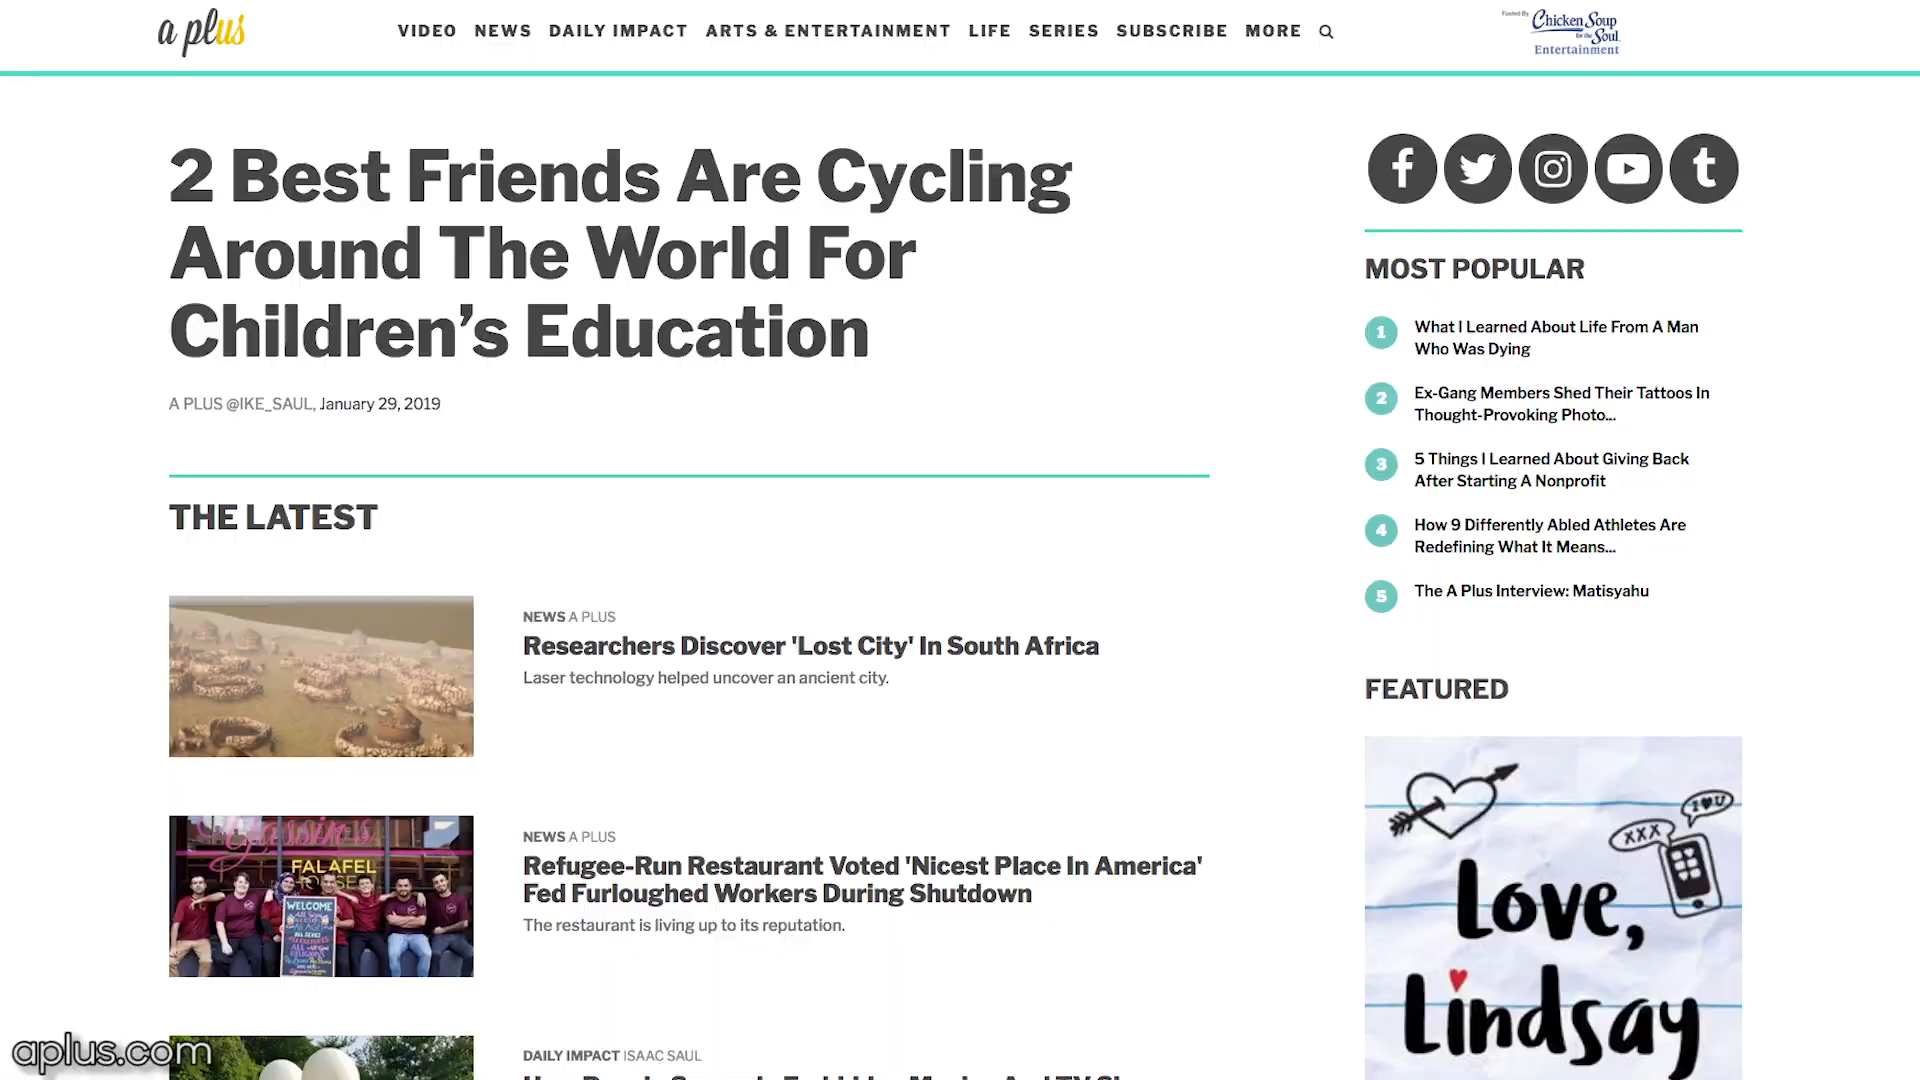 a plus
VIDEO NEWS DAILY IMPACT ARTS & ENTERTAINMENT LIFE SERIES SUBSCRIBE MORE
Fueled By
Chicken Soup
for the Soul
Entertainment
2 Best Friends Are Cycling
Around The World For
Children’s Education
A PLUS @IKE_SAUL, January 29, 2019
THE LATEST
NEWS A PLUS
Researchers Discover 'Lost City' In South Africa
Laser technology helped uncover an ancient city.
FALAFEL
HOUSE
WELCOME
NEWS A PLUS
Refugee-Run Restaurant Voted 'Nicest Place In America'
Fed Furloughed Workers During Shutdown
The restaurant is living up to its reputation.
DAILY IMPACT ISAAC SAUL
MOST POPULAR
1 What I Learned About Life From A Man
Who Was Dying
2 Ex-Gang Members Shed Their Tattoos In
Thought-Provoking Photo...
3 5 Things I Learned About Giving Back
After Starting A Nonprofit
4 How 9 Differently Abled Athletes Are
Redefining What It Means...
5 The A Plus Interview: Matisyahu
FEATURED
I ♥ U
XXX
Love,
Lindsay
aplus.com